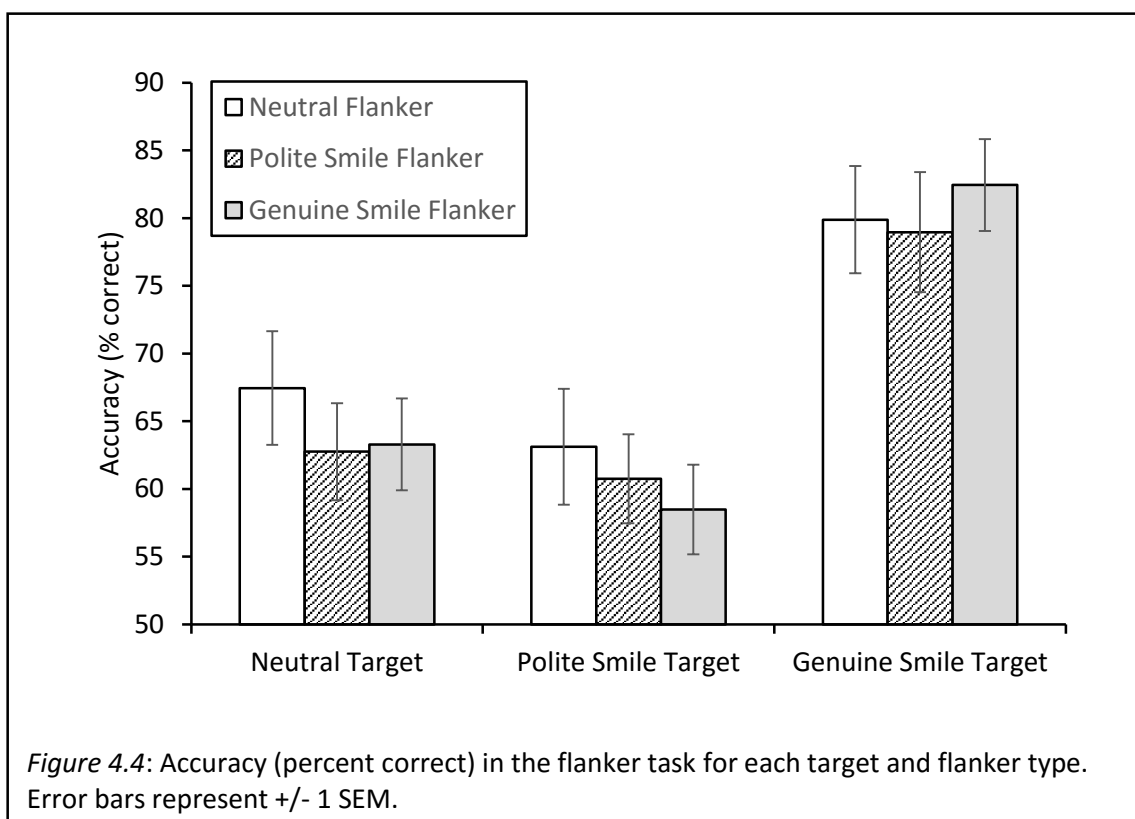 90
85
80
75
70
65
60
55
50
Accuracy (% correct)
Neutral Flanker
Polite Smile Flanker
Genuine Smile Flanker
Neutral Target
Polite Smile Target
Genuine Smile Target
Figure 4.4: Accuracy (percent correct) in the flanker task for each target and flanker type.
Error bars represent +/- 1 SEM.